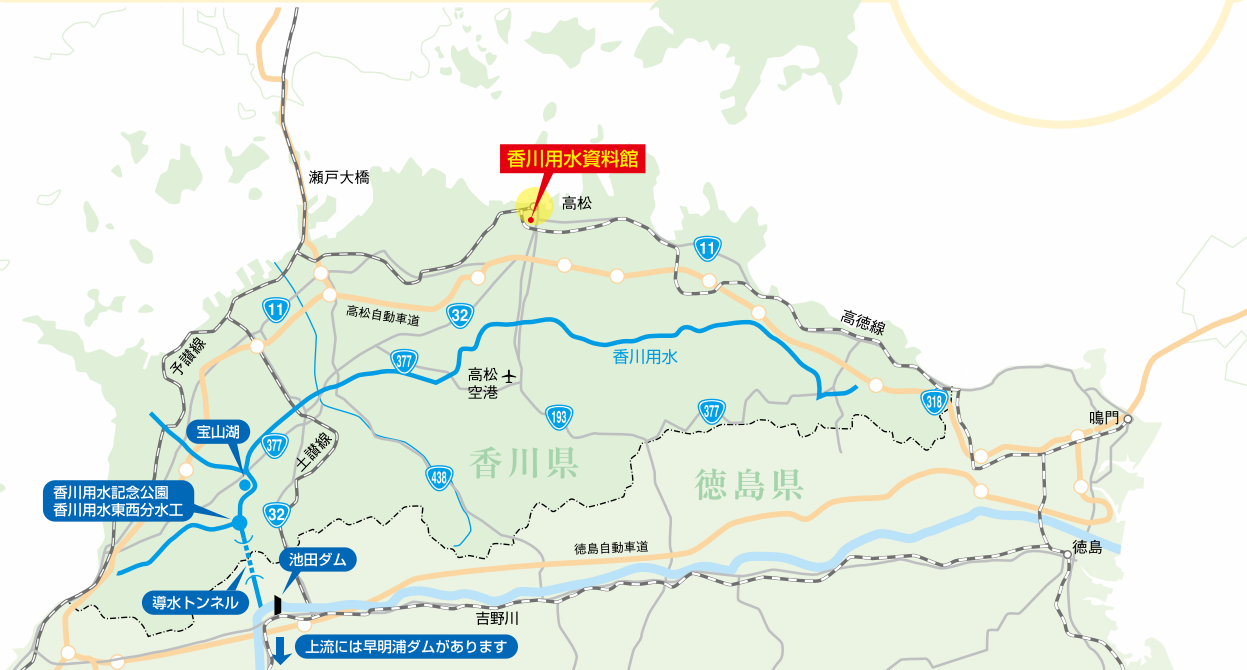 香川用水資料館
瀬戸大橋
高松
11
11
高松自動車道
32
高徳線
予讃線
377
香川用水
高松
空港
318
193
377
鳴門
宝山湖
377
土讃線
香川県
438
徳島県
香川用水記念公園
香川用水東西分水工
32
徳島自動車道
徳島
池田ダム
導水トンネル
吉野川
上流には早明浦ダムがあります